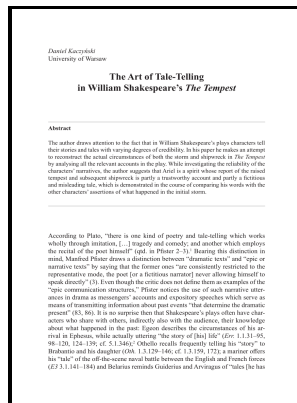 Daniel Kaczyński
University of Warsaw
The Art of Tale-Telling
in William Shakespeare's The Tempest
Abstract
The author draws attention to the fact that in William Shakespeare's plays characters tell
their stories and tales with varying degrees of credibility. In his paper he makes an attempt
to reconstruct the actual circumstances of both the storm and shipwreck in The Tempest
by analysing all the relevant accounts in the play. While investigating the reliability of the
characters' narratives, the author suggests that Ariel is a spirit whose report of the raised
tempest and subsequent shipwreck is partly a trustworthy account and partly a fictitious
and misleading tale, which is demonstrated in the course of comparing his words with the
other characters' assertions of what happened in the initial storm.
According to Plato, "there is one kind of poetry and tale-telling which works
wholly through imitation, […] tragedy and comedy; and another which employs
the recital of the poet himself" (qtd. in Pfister 2–3).¹ Bearing this distinction
in mind, Manfred Pfister draws a distinction between "dramatic texts" and "epic or
narrative texts" by saying that the former ones "are consistently restricted to the
representative mode, the poet [or a fictitious narrator] never allowing himself to
speak directly" (3). Even though the critic does not define them as examples of the
"epic communication structures," Pfister notices the use of such narrative utter-
ances in drama as messengers' accounts and expository speeches which serve as
means of transmitting information about past events "that determine the dramatic
present" (83, 86). It is no surprise then that Shakespeare's plays often have char-
acters who share with others, indirectly also with the audience, their knowledge
about what happened in the past: Egeon describes the circumstances of his ar-
rival in Ephesus, while actually uttering "the story of [his] life" (Err. 1.1.31–95,
98–120, 124–139; cf. 5.1.346);² Othello recalls frequently telling his "story" to
Brabantio and his daughter (Oth. 1.3.129–146; cf. 1.3.159, 172); a mariner offers
his "tale" of the off-the-scene naval battle between the English and French forces
(E3 3.1.141–184) and Belarius reminds Guiderius and Arviragus of "tales [he has